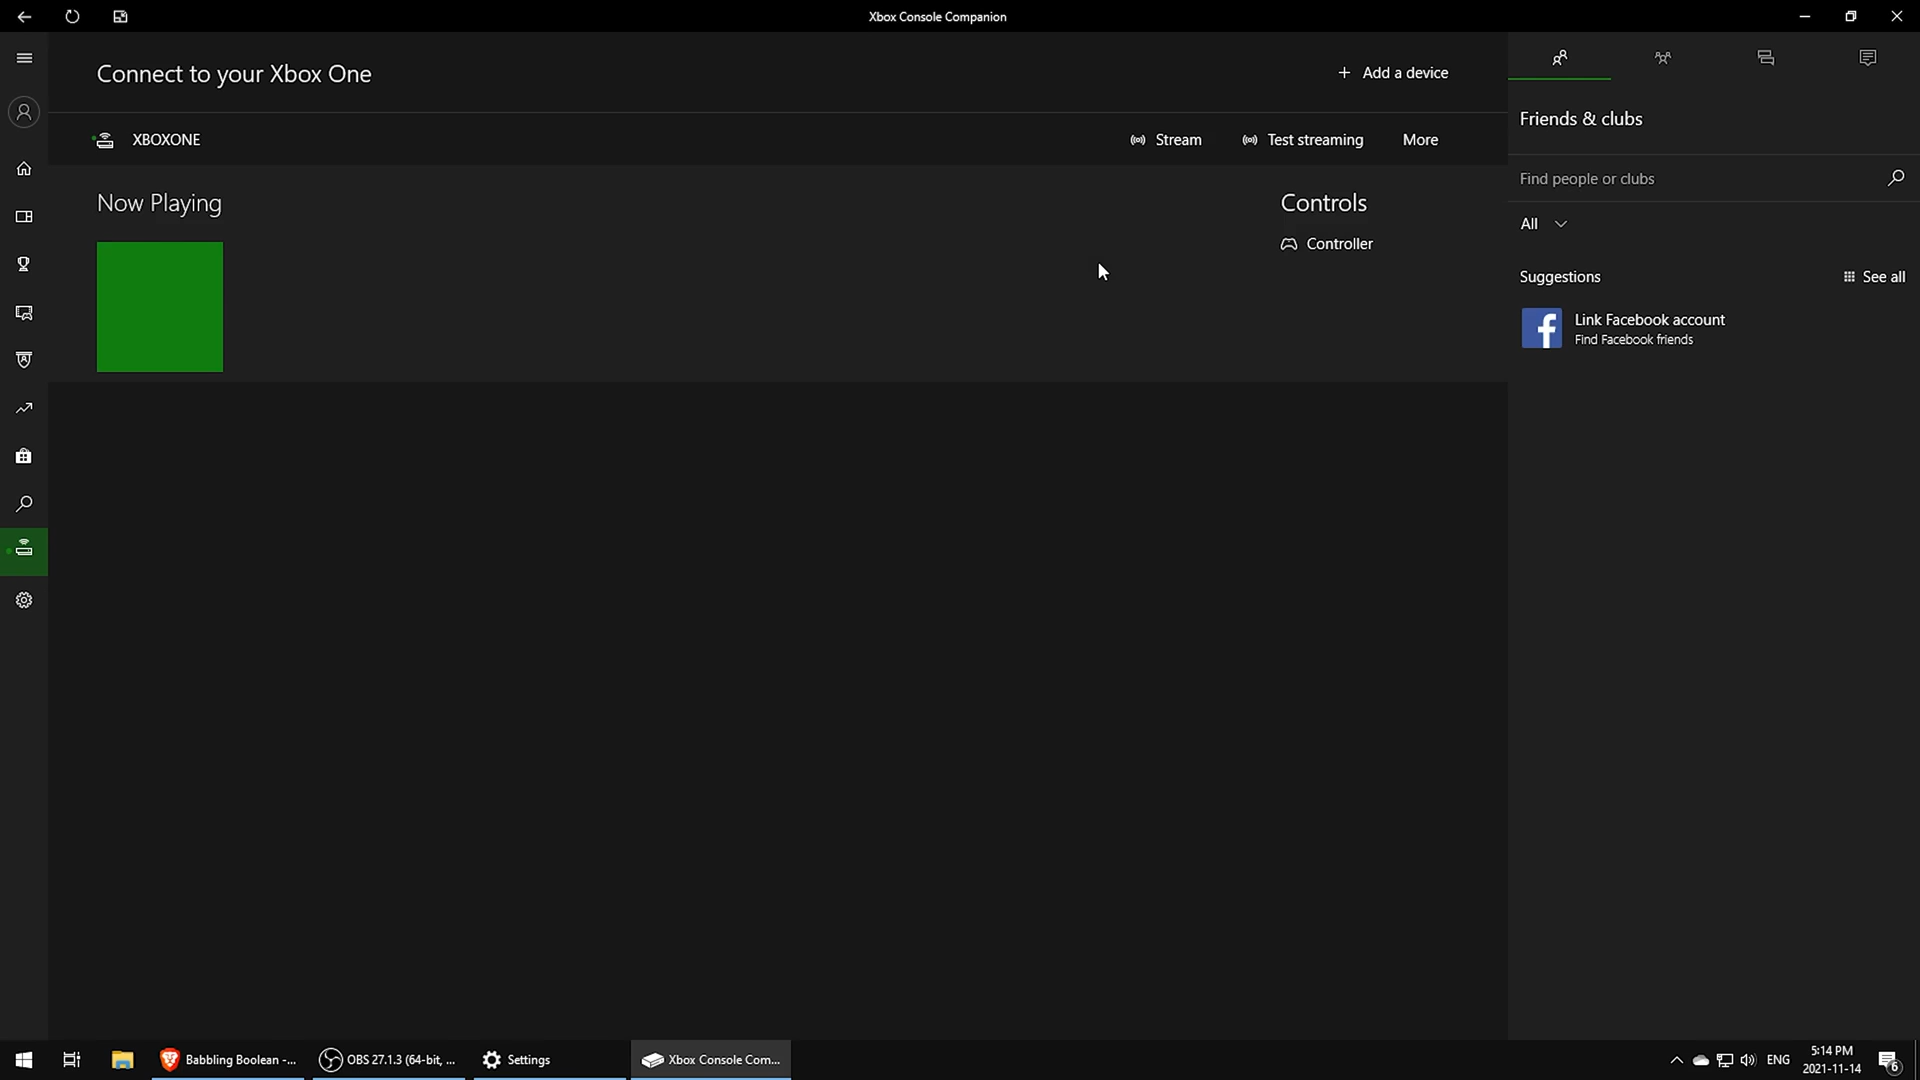 Xbox Console Companion
Connect to your Xbox One
+ Add a device
XBOXONE
Stream
Test streaming
More
Now Playing
Controls
Controller
Friends & clubs
Find people or clubs
All
Suggestions
See all
Link Facebook account
Find Facebook friends
Babbling Boolean -...
OBS 27.1.3 (64-bit, ...
Settings
Xbox Console Com...
ENG
5:14 PM
2021-11-14
6